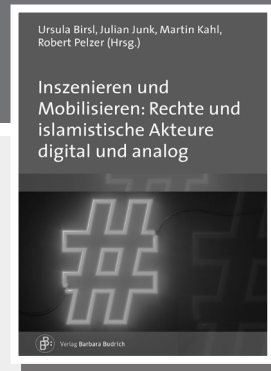 Ursula Birsl, Julian Junk, Martin Kahl,
Robert Pelzer (Hrsg.)
Inszenieren und
Mobilisieren: Rechte und
islamistische Akteure
digital und analog
#
B B B: Verlag Barbara Budrich